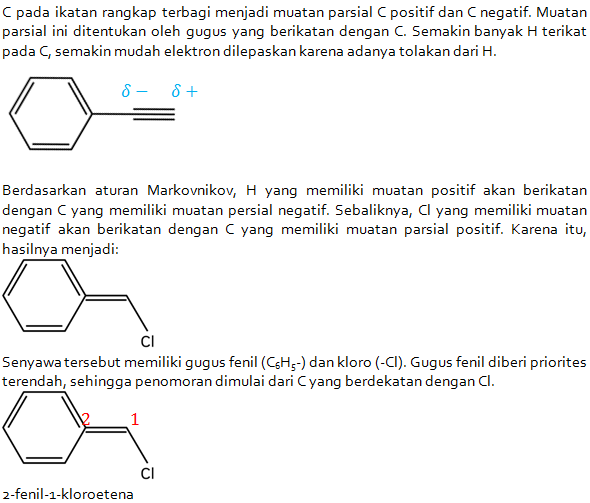 C pada ikatan rangkap terbagi menjadi muatan parsial C positif dan C negatif. Muatan
parsial ini ditentukan oleh gugus yang berikatan dengan C. Semakin banyak H terikat
pada C, semakin mudah elektron dilepaskan karena adanya tolakan dari H.
δ − δ +
Berdasarkan aturan Markovnikov, H yang memiliki muatan positif akan berikatan
dengan C yang memiliki muatan persial negatif. Sebaliknya, Cl yang memiliki muatan
negatif akan berikatan dengan C yang memiliki muatan parsial positif. Karena itu,
hasilnya menjadi:
Cl
Senyawa tersebut memiliki gugus fenil (C₆H₅-) dan kloro (-Cl). Gugus fenil diberi priorites
terendah, sehingga penomoran dimulai dari C yang berdekatan dengan Cl.
2 1
Cl
2-fenil-1-kloroetena